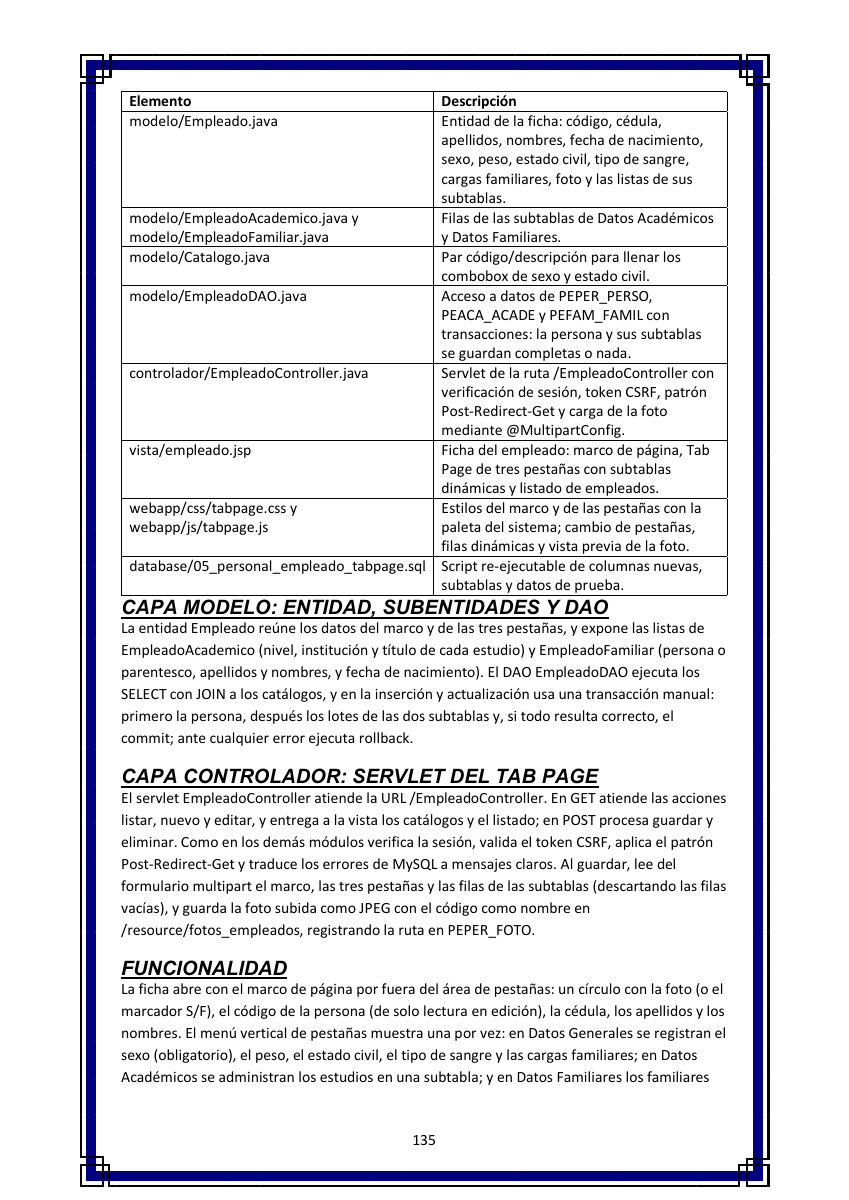 Elemento Descripción
modelo/Empleado.java Entidad de la ficha: código, cédula,
apellidos, nombres, fecha de nacimiento,
sexo, peso, estado civil, tipo de sangre,
cargas familiares, foto y las listas de sus
subtablas.
modelo/EmpleadoAcademico.java y Filas de las subtablas de Datos Académicos
modelo/EmpleadoFamiliar.java y Datos Familiares.
modelo/Catalogo.java Par código/descripción para llenar los
combobox de sexo y estado civil.
modelo/EmpleadoDAO.java Acceso a datos de PEPER_PERSO,
PEACA_ACADE y PEFAM_FAMIL con
transacciones: la persona y sus subtablas
se guardan completas o nada.
controlador/EmpleadoController.java Servlet de la ruta /EmpleadoController con
verificación de sesión, token CSRF, patrón
Post-Redirect-Get y carga de la foto
mediante @MultipartConfig.
vista/empleado.jsp Ficha del empleado: marco de página, Tab
Page de tres pestañas con subtablas
dinámicas y listado de empleados.
webapp/css/tabpage.css y Estilos del marco y de las pestañas con la
webapp/js/tabpage.js paleta del sistema; cambio de pestañas,
filas dinámicas y vista previa de la foto.
database/05_personal_empleado_tabpage.sql Script re-ejecutable de columnas nuevas,
subtablas y datos de prueba.
CAPA MODELO: ENTIDAD, SUBENTIDADES Y DAO
La entidad Empleado reúne los datos del marco y de las tres pestañas, y expone las listas de
EmpleadoAcademico (nivel, institución y título de cada estudio) y EmpleadoFamiliar (persona o
parentesco, apellidos y nombres, y fecha de nacimiento). El DAO EmpleadoDAO ejecuta los
SELECT con JOIN a los catálogos, y en la inserción y actualización usa una transacción manual:
primero la persona, después los lotes de las dos subtablas y, si todo resulta correcto, el
commit; ante cualquier error ejecuta rollback.
CAPA CONTROLADOR: SERVLET DEL TAB PAGE
El servlet EmpleadoController atiende la URL /EmpleadoController. En GET atiende las acciones
listar, nuevo y editar, y entrega a la vista los catálogos y el listado; en POST procesa guardar y
eliminar. Como en los demás módulos verifica la sesión, valida el token CSRF, aplica el patrón
Post-Redirect-Get y traduce los errores de MySQL a mensajes claros. Al guardar, lee del
formulario multipart el marco, las tres pestañas y las filas de las subtablas (descartando las filas
vacías), y guarda la foto subida como JPEG con el código como nombre en
/resource/fotos_empleados, registrando la ruta en PEPER_FOTO.
FUNCIONALIDAD
La ficha abre con el marco de página por fuera del área de pestañas: un círculo con la foto (o el
marcador S/F), el código de la persona (de solo lectura en edición), la cédula, los apellidos y los
nombres. El menú vertical de pestañas muestra una por vez: en Datos Generales se registran el
sexo (obligatorio), el peso, el estado civil, el tipo de sangre y las cargas familiares; en Datos
Académicos se administran los estudios en una subtabla; y en Datos Familiares los familiares
135